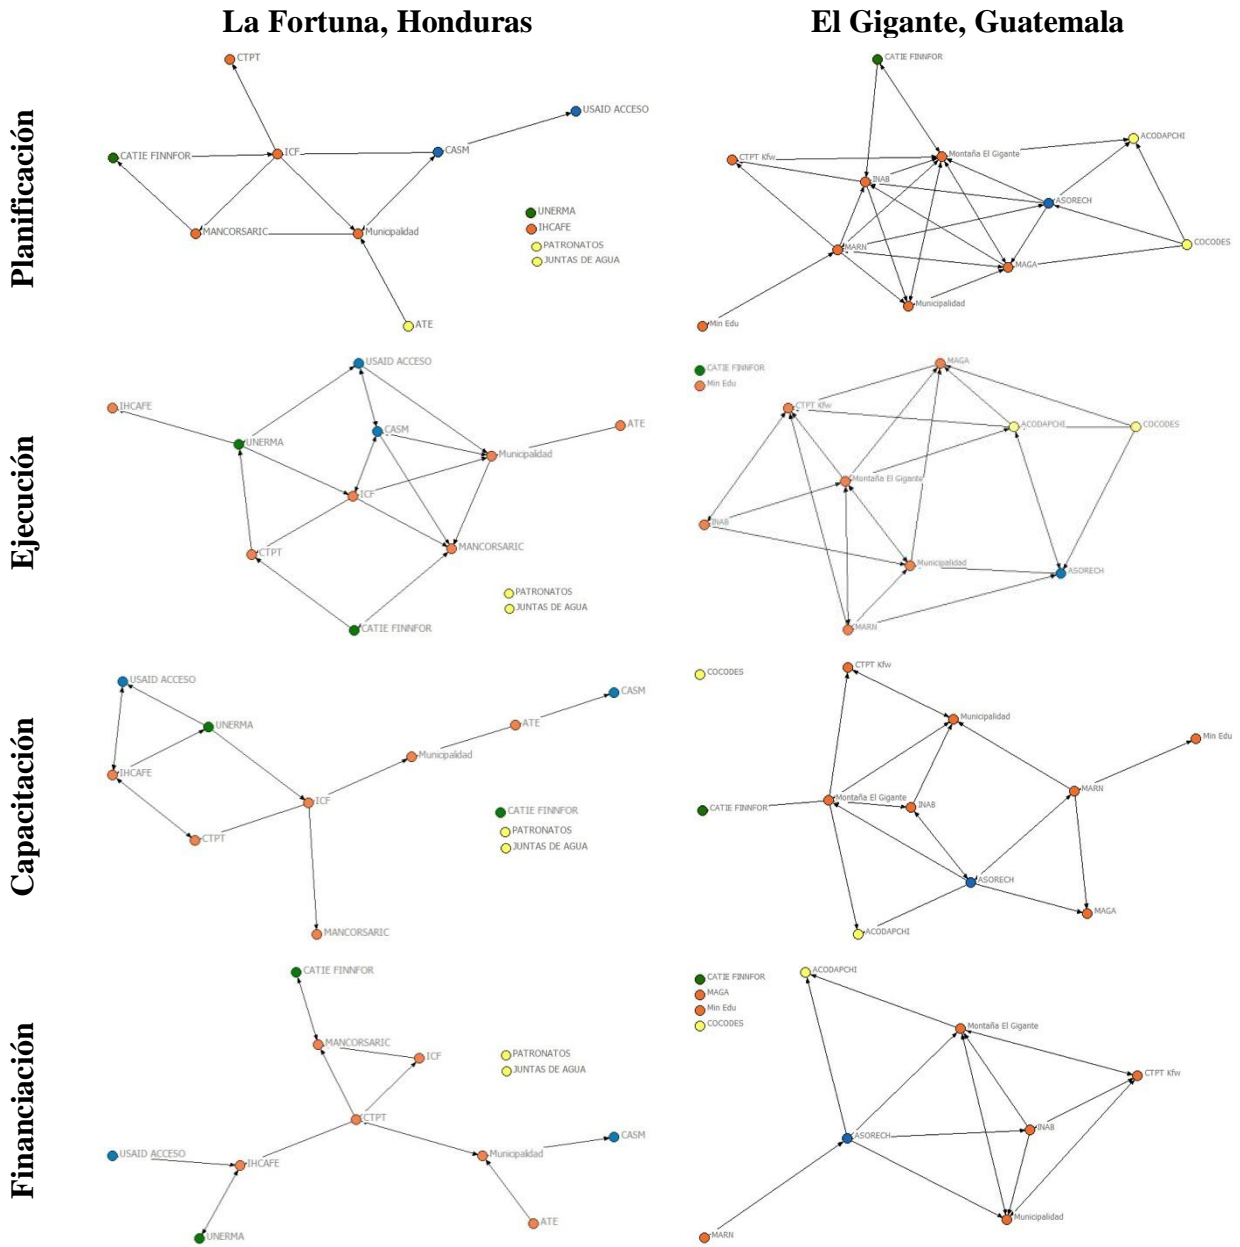 La Fortuna, Honduras
El Gigante, Guatemala
Planificación
CTPT
USAID ACCESO
CATIE FINNFOR
ICF
CASM
UNERMA
IHCAFE
PATRONATOS
JUNTAS DE AGUA
MANCORSARIC
Municipalidad
ATE
CATIE FINNFOR
ACODAPCHI
CTPT Kfw
Montaña El Gigante
INAB
ASORECH
COCODES
MARN
MAGA
Municipalidad
Min Edu
Ejecución
USAID ACCESO
IHCAFE
ATE
CASM
UNERMA
Municipalidad
ICF
CTPT
MANCORSARIC
PATRONATOS
JUNTAS DE AGUA
CATIE FINNFOR
CATIE FINNFOR
Min Edu
MAGA
CTPT Kfw
ACODAPCHI
COCODES
Montaña El Gigante
INAB
Municipalidad
ASORECH
MARN
Capacitación
USAID ACCESO
CASM
UNERMA
ATE
Municipalidad
IHCAFE
ICF
CATIE FINNFOR
PATRONATOS
JUNTAS DE AGUA
CTPT
MANCORSARIC
COCODES
CTPT Kfw
Municipalidad
Min Edu
MARN
Montaña El Gigante
INAB
CATIE FINNFOR
ASORECH
MAGA
ACODAPCHI
Financiación
CATIE FINNFOR
MANCORSARIC
ICF
PATRONATOS
JUNTAS DE AGUA
CTPT
CASM
USAID ACCESO
IHCAFE
Municipalidad
ATE
UNERMA
CATIE FINNFOR
MAGA
Min Edu
COCODES
ACODAPCHI
Montaña El Gigante
CTPT Kfw
INAB
ASORECH
Municipalidad
MARN